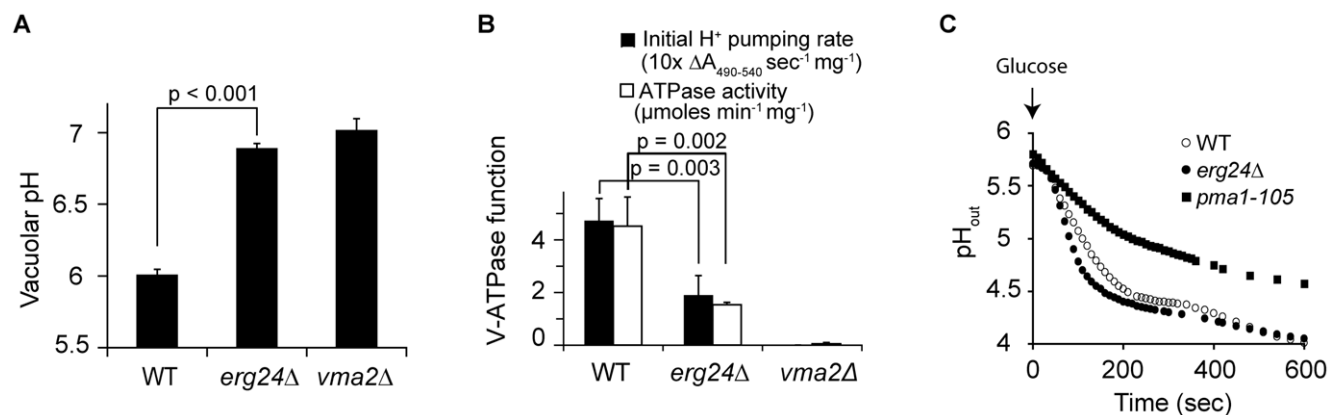 A
p < 0.001
7
6.5
6
5.5
Vacuolar pH
WT
erg24Δ
vma2Δ
B
Initial H⁺ pumping rate
(10x ΔA₄₉₀₋₅₄₀ sec⁻¹ mg⁻¹)
ATPase activity
(μmoles min⁻¹ mg⁻¹)
p = 0.002
p = 0.003
4
2
0
V-ATPase function
WT
erg24Δ
vma2Δ
C
Glucose
6
5.5
5
4.5
4
pHout
WT
erg24Δ
pma1-105
0
200
400
600
Time (sec)